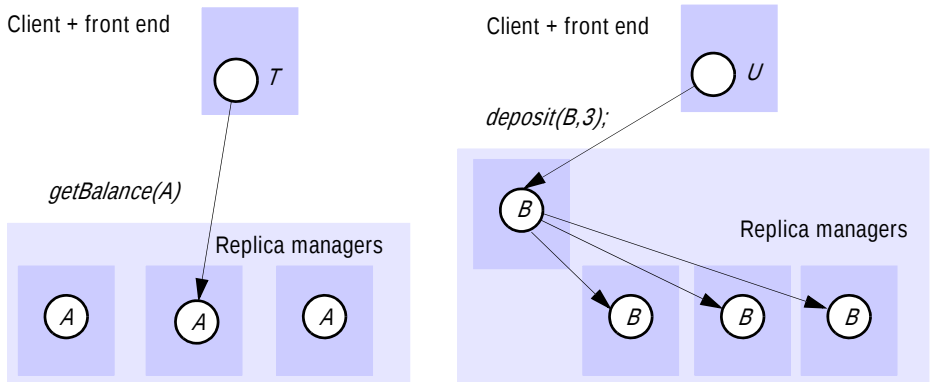 Client + front end
T
getBalance(A)
Replica managers
A
A
A
Client + front end
U
deposit(B,3);
B
Replica managers
B
B
B